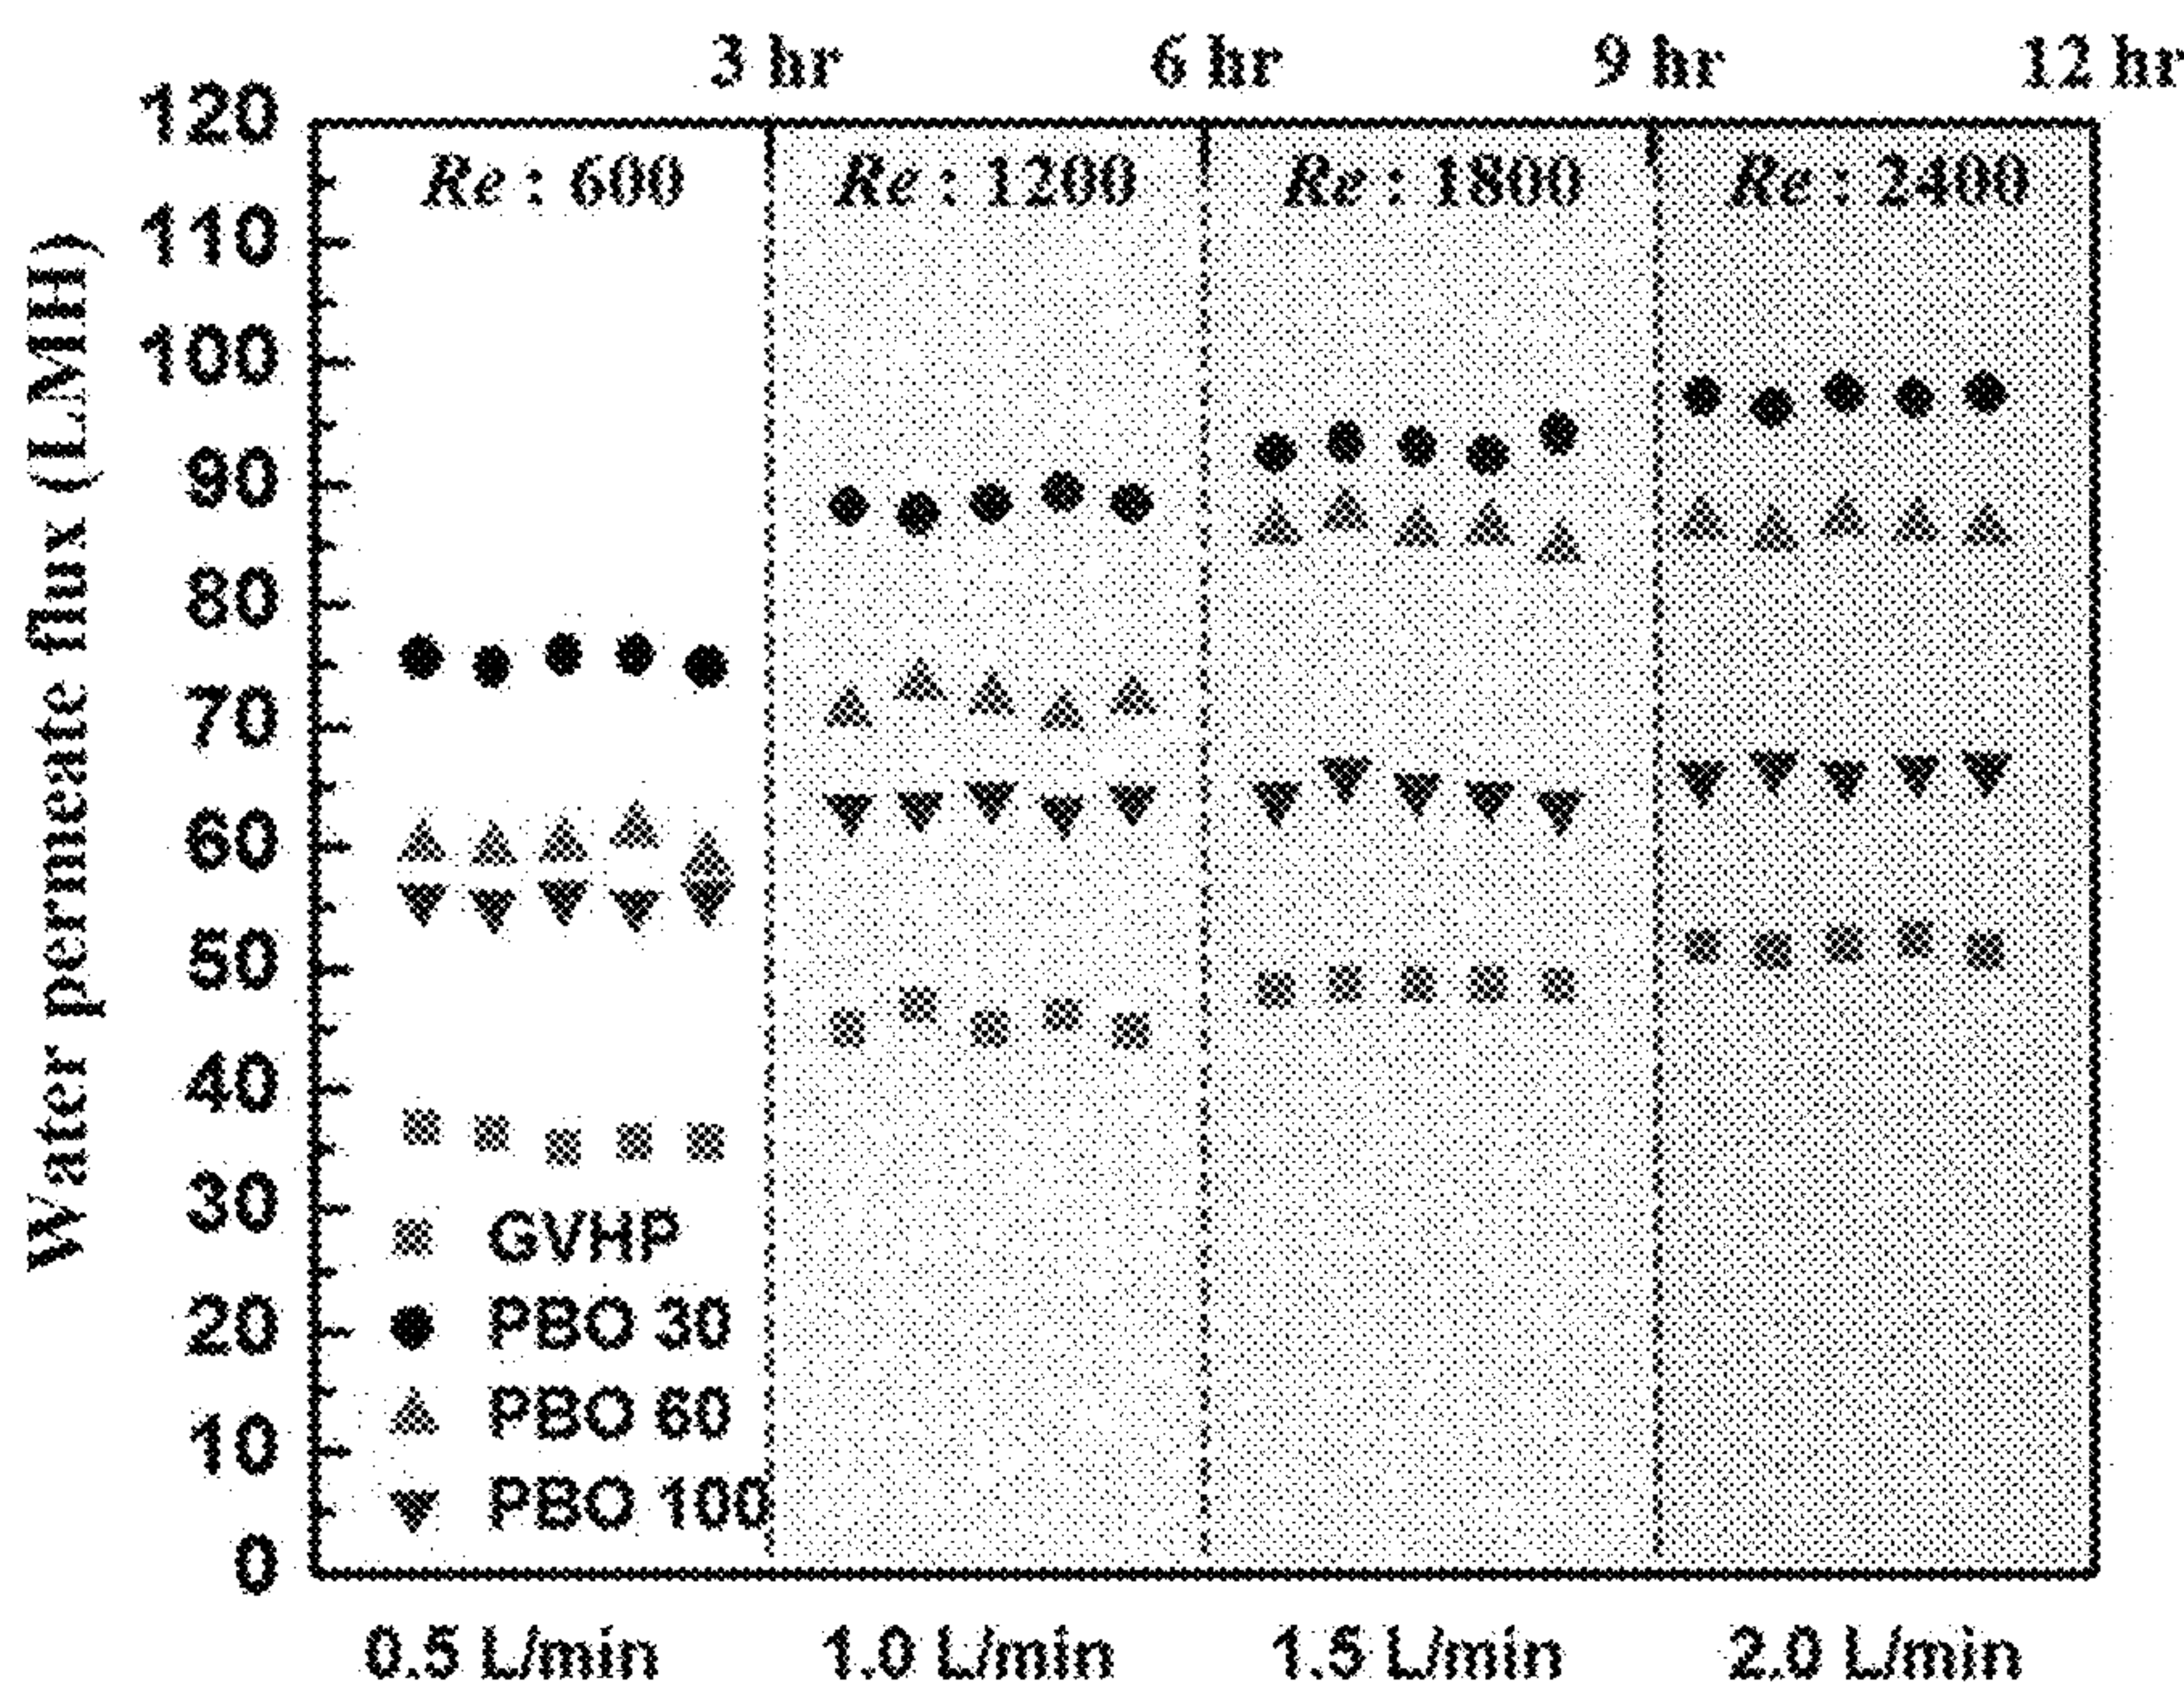 3 hr 6 hr 9 hr 12 hr
Re : 600 Re : 1200 Re : 1800 Re : 2400
Water permeate flux (LMH)
120
110
100
90
80
70
60
50
40
30
20
10
0
GVHP
PBO 30
PBO 60
PBO 100
0.5 L/min 1.0 L/min 1.5 L/min 2.0 L/min